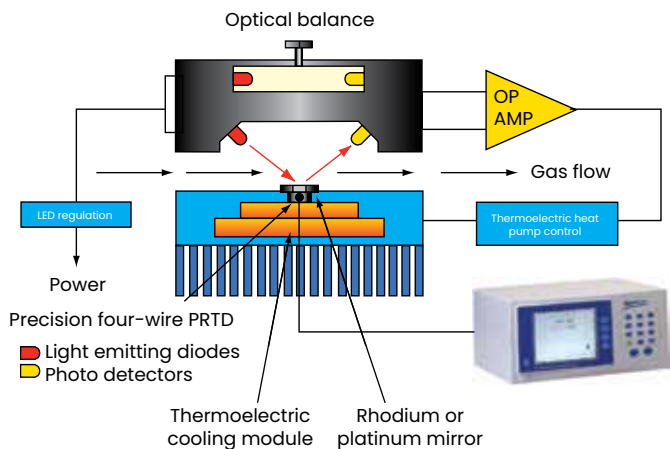 Optical balance
OP
AMP
Gas flow
LED regulation
Thermoelectric heat
pump control
Power
Precision four-wire PRTD
Light emitting diodes
Photo detectors
Thermoelectric
cooling module
Rhodium or
platinum mirror